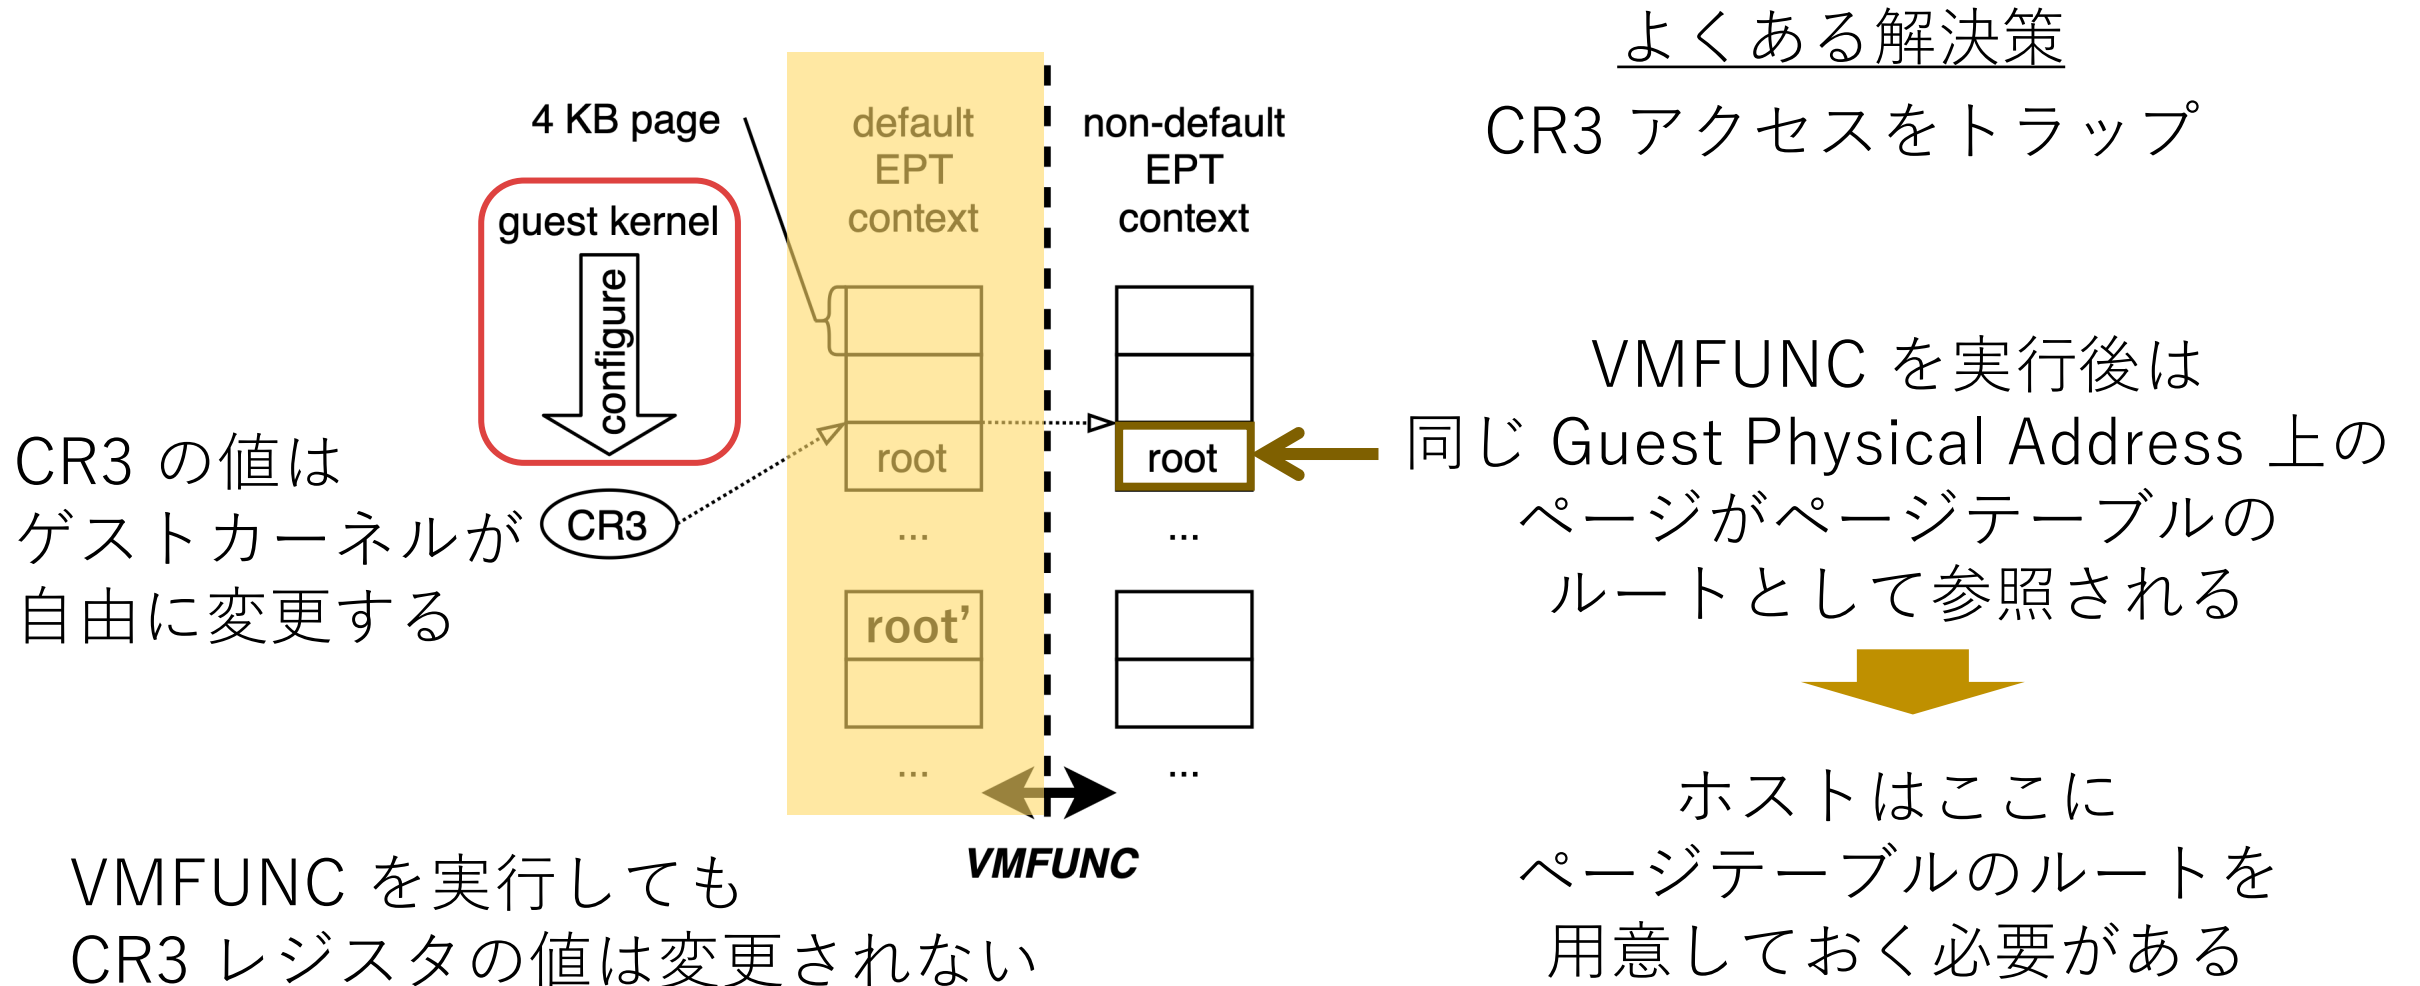 よくある解決策
CR3 アクセスをトラップ
4 KB page
default
EPT
context
non-default
EPT
context
guest kernel
configure
CR3 の値は
ゲストカーネルが
自由に変更する
CR3
root
...
root'
...
root
...
...
VMFUNC
VMFUNC を実行後は
同じ Guest Physical Address 上の
ページがページテーブルの
ルートとして参照される
ホストはここに
ページテーブルのルートを
用意しておく必要がある
VMFUNC を実行しても
CR3 レジスタの値は変更されない